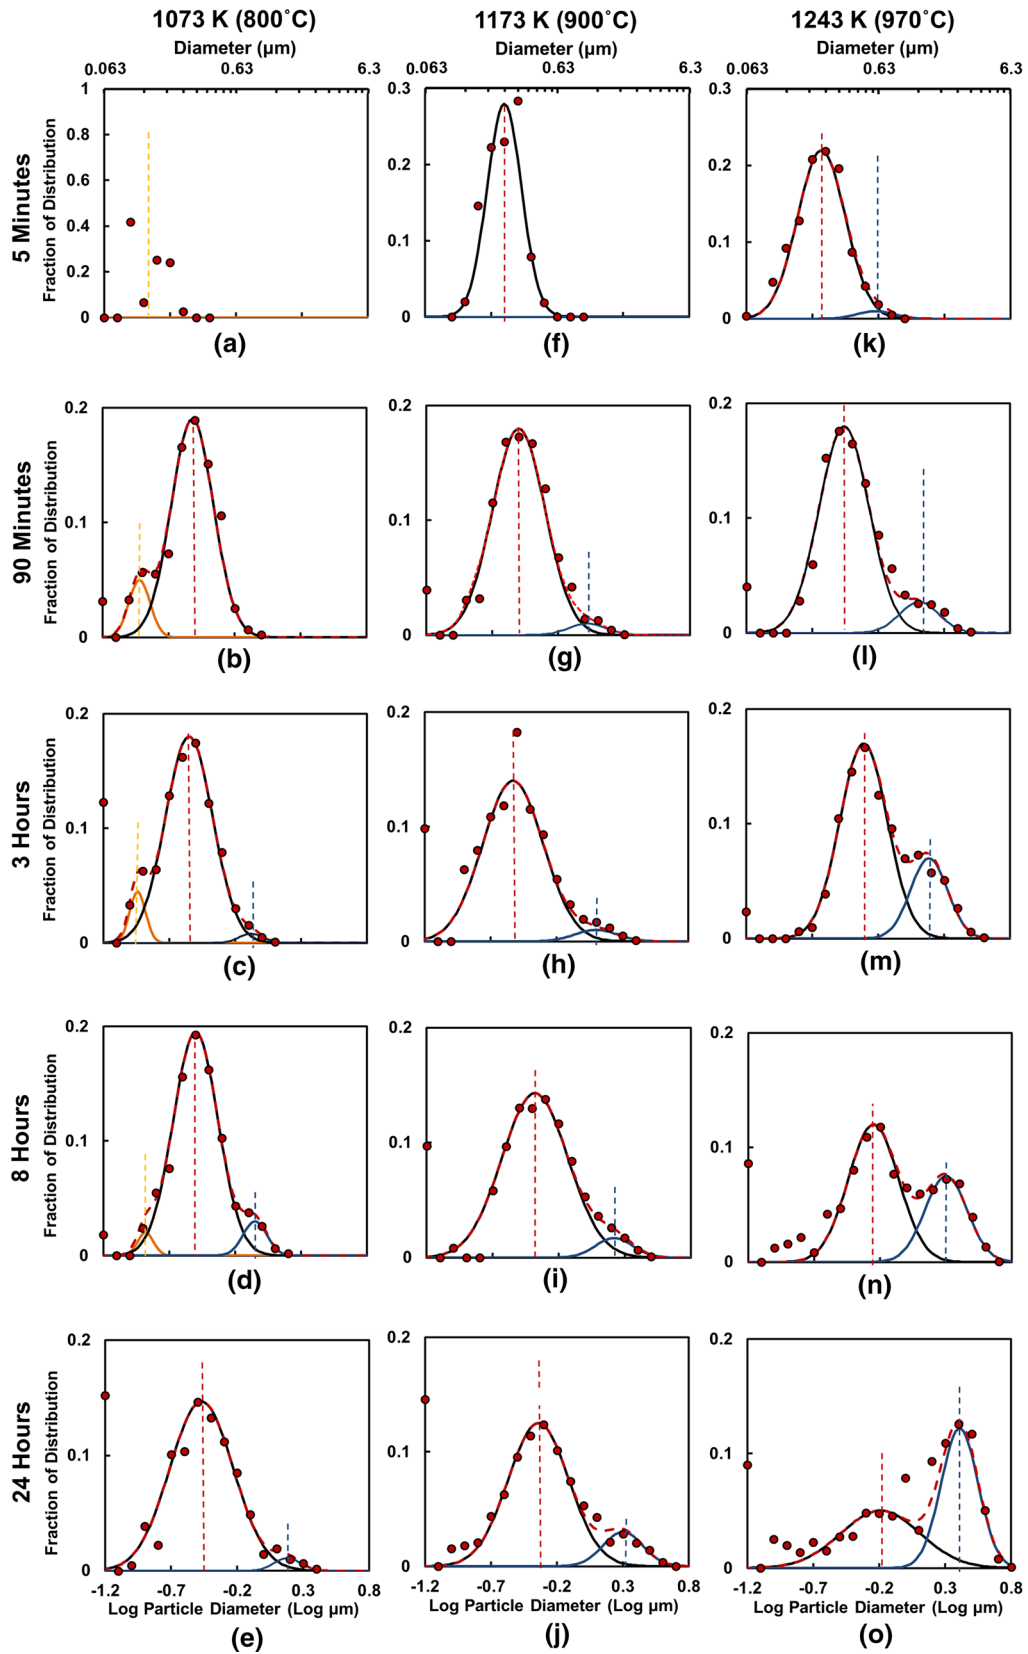 1073 K (800˚C) 1173 K (900˚C) 1243 K (970˚C)
Diameter (μm) Diameter (μm) Diameter (μm)
0.063 0.63 6.3 0.063 0.63 6.3 0.063 0.63 6.3
5 Minutes
Fraction of Distribution
1 0.8 0.6 0.4 0.2 0
0.3 0.2 0.1 0
0.3 0.2 0.1 0
(a) (f) (k)
90 Minutes
Fraction of Distribution
0.2 0.1 0
0.2 0.1 0
0.2 0.1 0
(b) (g) (l)
3 Hours
Fraction of Distribution
0.2 0.1 0
0.2 0.1 0
0.2 0.1 0
(c) (h) (m)
8 Hours
Fraction of Distribution
0.2 0.1 0
0.2 0.1 0
0.2 0.1 0
(d) (i) (n)
24 Hours
Fraction of Distribution
0.2 0.1 0
0.2 0.1 0
0.2 0.1 0
-1.2 -0.7 -0.2 0.3 0.8 -1.2 -0.7 -0.2 0.3 0.8 -1.2 -0.7 -0.2 0.3 0.8
Log Particle Diameter (Log μm) Log Particle Diameter (Log μm) Log Particle Diameter (Log μm)
(e) (j) (o)